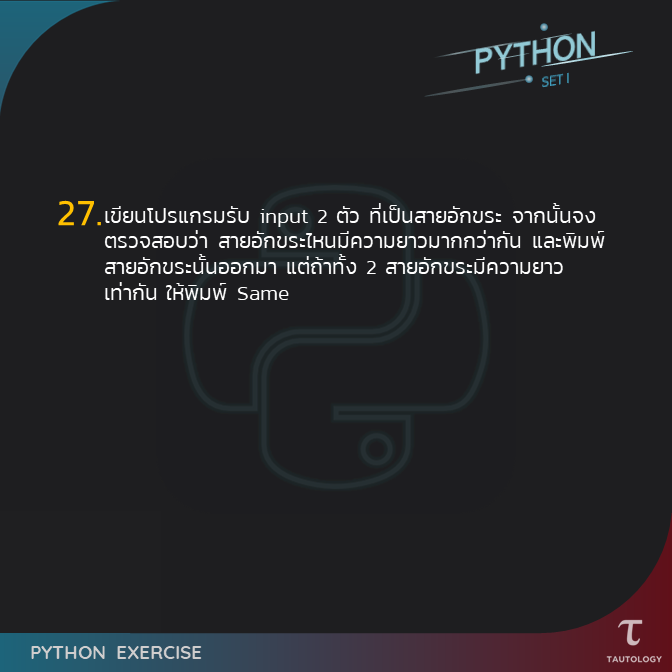 PYTHON
SET I
27.เขียนโปรแกรมรับ input 2 ตัว ที่เป็นสายอักขระ จากนั้นจง
ตรวจสอบว่า สายอักขระไหนมีความยาวมากกว่ากัน และพิมพ์
สายอักขระนั้นออกมา แต่ถ้าทั้ง 2 สายอักขระมีความยาว
เท่ากัน ให้พิมพ์ Same
PYTHON EXERCISE
TAUTOLOGY